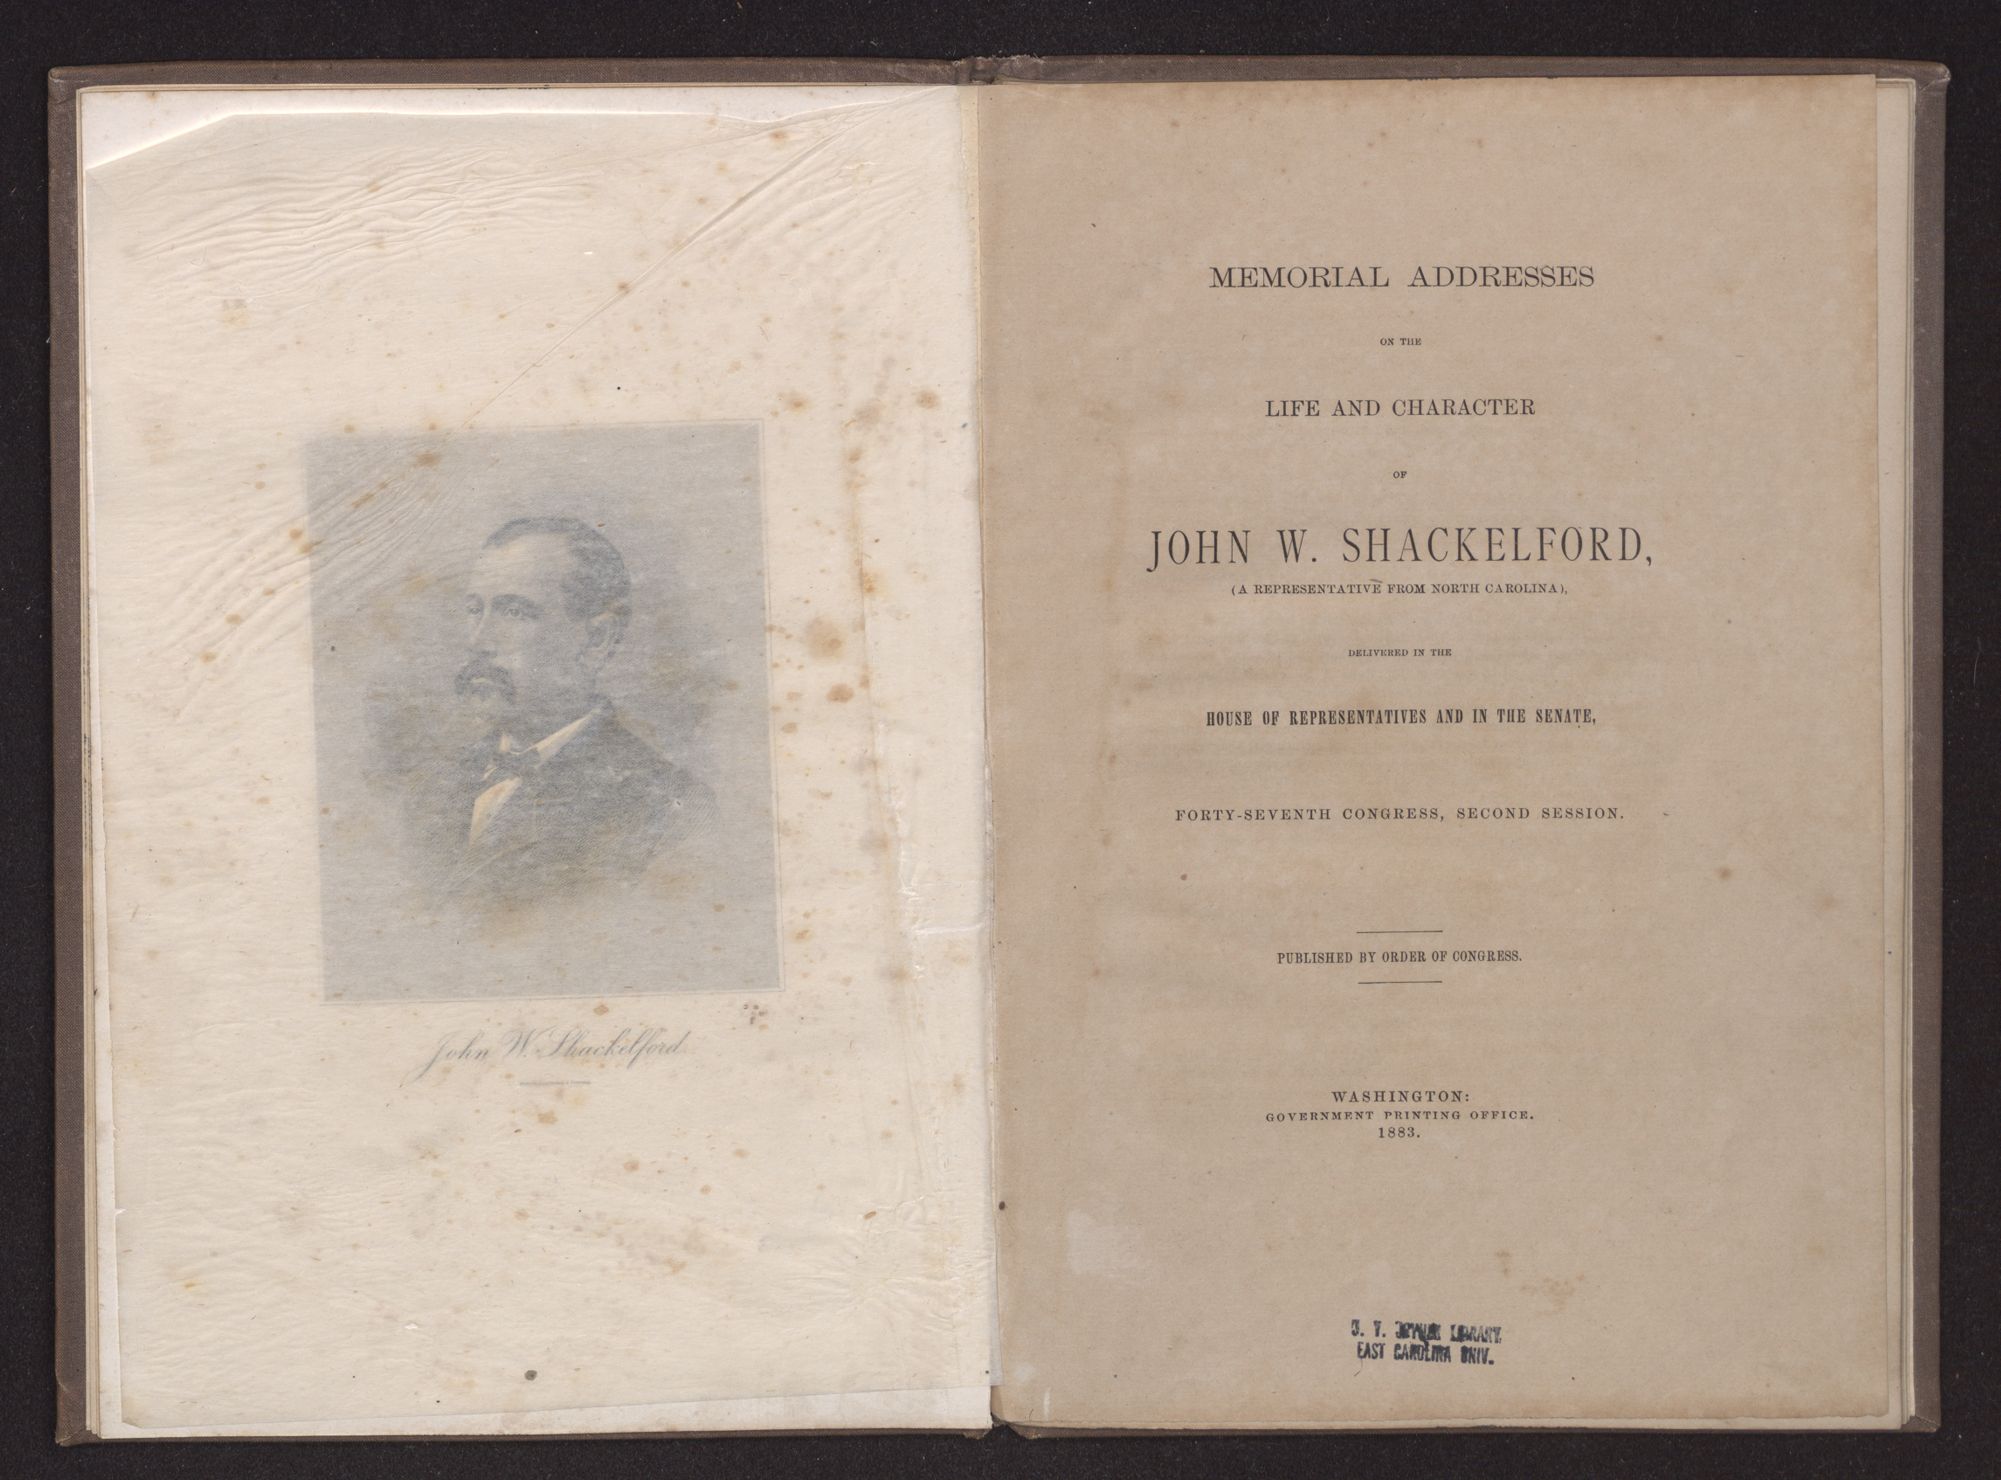 John W. Shackelford
MEMORIAL ADDRESSES
ON THE
LIFE AND CHARACTER
OF
JOHN W. SHACKELFORD,
(A REPRESENTATIVE FROM NORTH CAROLINA),
DELIVERED IN THE
HOUSE OF REPRESENTATIVES AND IN THE SENATE,
FORTY-SEVENTH CONGRESS, SECOND SESSION.
PUBLISHED BY ORDER OF CONGRESS.
WASHINGTON:
GOVERNMENT PRINTING OFFICE.
1883.
J. Y. JOYNER LIBRARY
EAST CAROLINA UNIV.